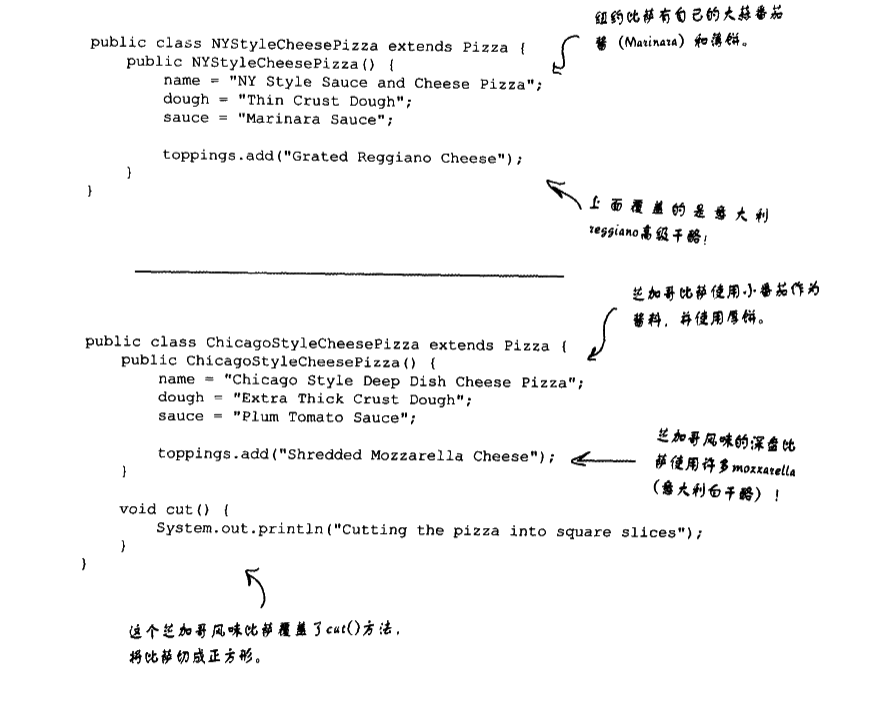 纽约比萨有自己的大蒜番茄
酱（Marinara）和薄饼。
public class NYStyleCheesePizza extends Pizza {
public NYStyleCheesePizza() {
name = "NY Style Sauce and Cheese Pizza";
dough = "Thin Crust Dough";
sauce = "Marinara Sauce";
toppings.add("Grated Reggiano Cheese");
}
}
上面覆盖的是意大利
reggiano高级干酪！
芝加哥比萨使用小番茄作为
酱料，并使用厚饼。
public class ChicagoStyleCheesePizza extends Pizza {
public ChicagoStyleCheesePizza() {
name = "Chicago Style Deep Dish Cheese Pizza";
dough = "Extra Thick Crust Dough";
sauce = "Plum Tomato Sauce";
toppings.add("Shredded Mozzarella Cheese");
}
芝加哥风味的深盘比
萨使用许多mozzarella
（意大利白干酪）！
void cut() {
System.out.println("Cutting the pizza into square slices");
}
}
这个芝加哥风味比萨覆盖了cut()方法，
将比萨切成正方形。